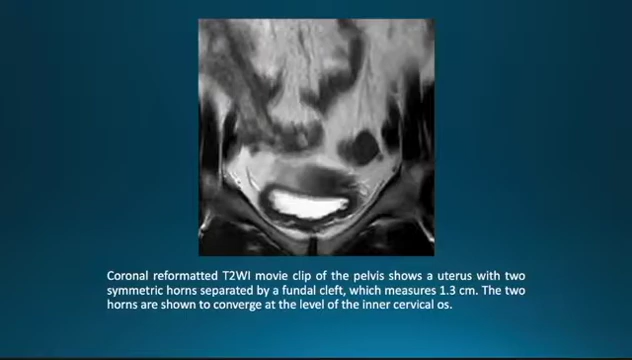 Coronal reformatted T2WI movie clip of the pelvis shows a uterus with two
symmetric horns separated by a fundal cleft, which measures 1.3 cm. The two
horns are shown to converge at the level of the inner cervical os.